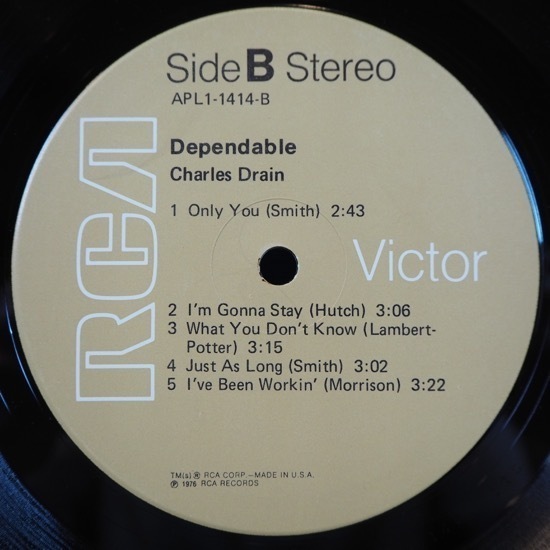 Side B Stereo
APL1-1414-B
RCA
Dependable
Charles Drain
1 Only You (Smith) 2:43
Victor
2 I'm Gonna Stay (Hutch) 3:06
3 What You Don't Know (Lambert-
Potter) 3:15
4 Just As Long (Smith) 3:02
5 I've Been Workin' (Morrison) 3:22
TM(s) ® RCA CORP.—MADE IN U.S.A.
℗ 1976 RCA RECORDS